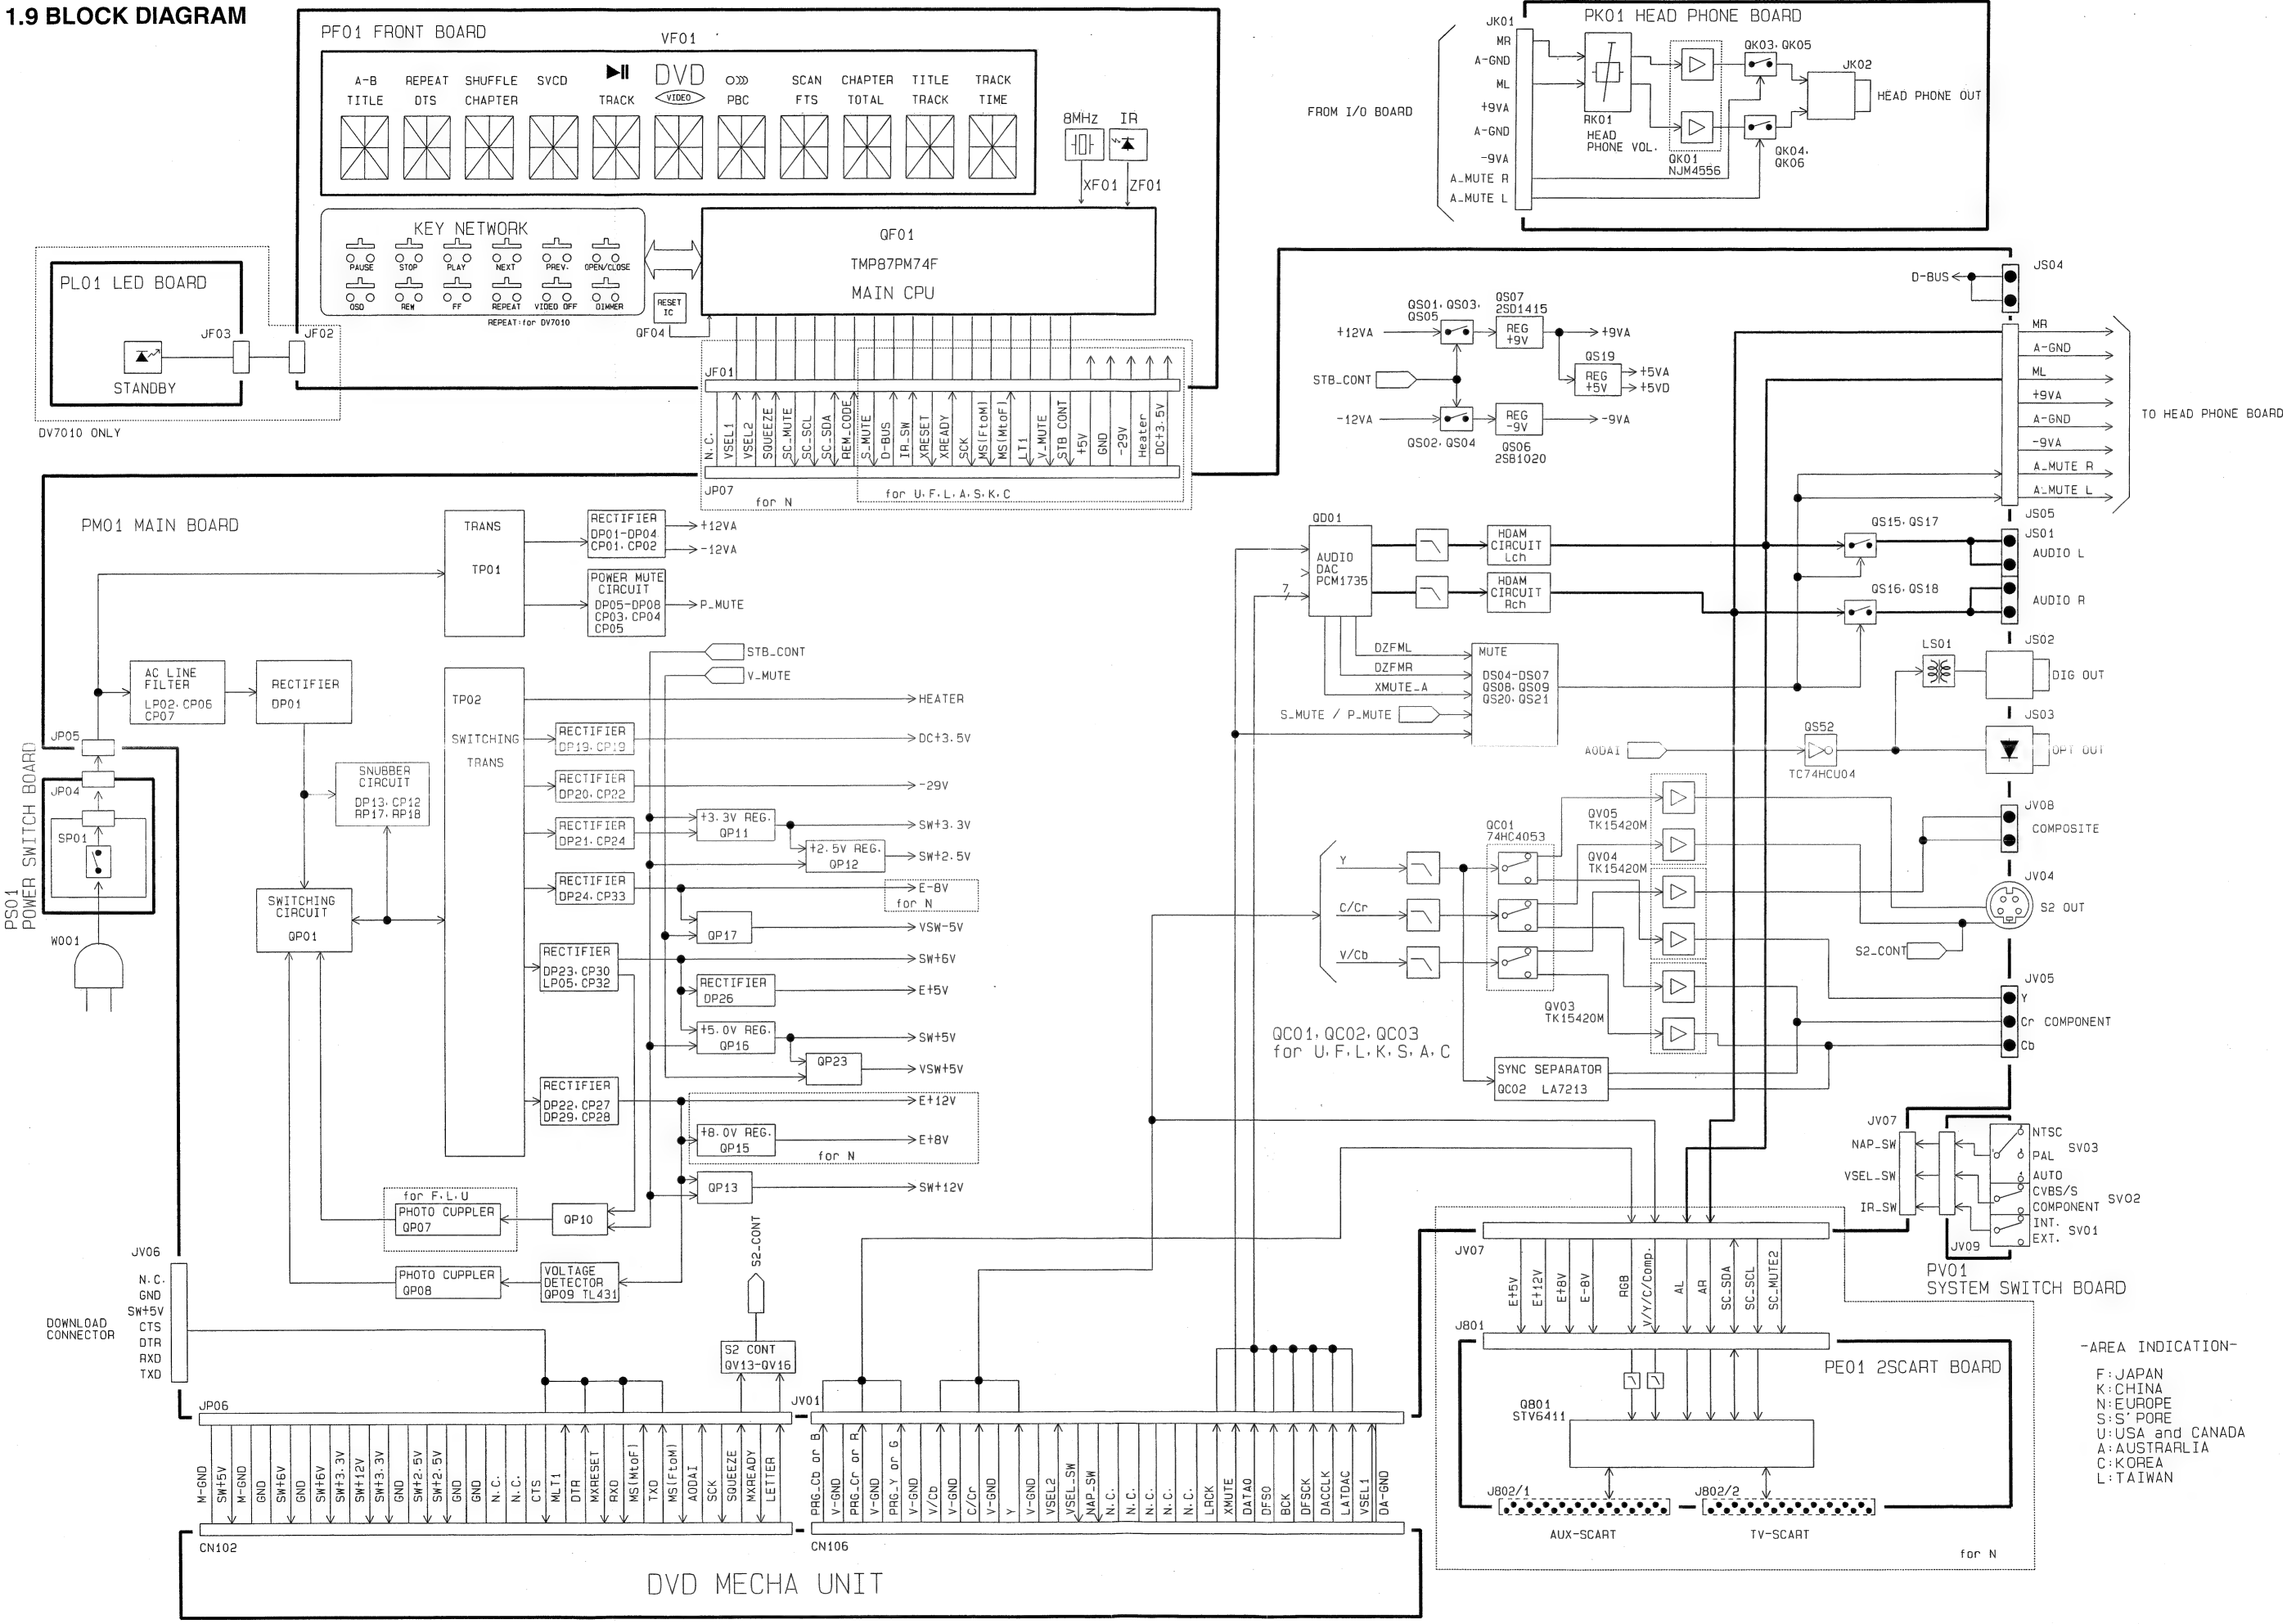 1.9 BLOCK DIAGRAM
PF01 FRONT BOARD
VF01
A-B
REPEAT
SHUFFLE
SVCD
DVD
SCAN
CHAPTER
TITLE
TRACK
TITLE
DTS
CHAPTER
TRACK
VIDEO
PBC
FTS
TOTAL
TRACK
TIME
8MHz
IR
XF01
ZF01
KEY NETWORK
PAUSE
STOP
PLAY
NEXT
PREV.
OPEN/CLOSE
OSD
REW
FF
REPEAT
VIDEO OFF
DIMMER
REPEAT:for DV7010
QF01
TMP87PM74F
MAIN CPU
RESET
IC
QF04
PL01 LED BOARD
JF03
JF02
STANDBY
DV7010 ONLY
JF01
N.C.
VSEL1
VSEL2
SQUEEZE
SC_MUTE
SC_SCL
SC_SDA
REM_CODE
S_MUTE
D-BUS
IR_SW
XRESET
XREADY
SCK
MS(FtoM)
MS(MtoF)
LT1
V_MUTE
STB CONT
+5V
GND
-29V
Heater
DC+3.5V
JP07
for N
for U.F.L.A.S.K.C
PK01 HEAD PHONE BOARD
JK01
MR
A-GND
ML
+9VA
A-GND
-9VA
A_MUTE R
A_MUTE L
FROM I/O BOARD
RK01
HEAD
PHONE VOL.
QK01
NJM4556
QK03, QK05
QK04,
QK06
JK02
HEAD PHONE OUT
D-BUS
JS04
QS01, QS03,
QS05
QS07
2SD1415
+12VA
REG
+9V
+9VA
QS19
REG
+5V
+5VA
+5VD
STB_CONT
-12VA
REG
-9V
-9VA
QS02, QS04
QS06
2SB1020
MR
A-GND
ML
+9VA
A-GND
-9VA
A_MUTE R
A_MUTE L
TO HEAD PHONE BOARD
JS05
PM01 MAIN BOARD
TRANS
TP01
RECTIFIER
DP01-DP04
CP01, CP02
+12VA
-12VA
POWER MUTE
CIRCUIT
DP05-DP08
CP03, CP04
CP05
P_MUTE
STB_CONT
V_MUTE
AC LINE
FILTER
LP02, CP06
CP07
RECTIFIER
DP01
TP02
SWITCHING
TRANS
HEATER
RECTIFIER
DP19, CP19
DC+3.5V
RECTIFIER
DP20, CP22
-29V
RECTIFIER
DP21, CP24
+3.3V REG.
QP11
SW+3.3V
+2.5V REG.
QP12
SW+2.5V
RECTIFIER
DP24, CP33
E-8V
for N
QP17
VSW-5V
RECTIFIER
DP23, CP30
LP05, CP32
SW+6V
RECTIFIER
DP26
E+5V
+5.0V REG.
QP16
SW+5V
QP23
VSW+5V
RECTIFIER
DP22, CP27
DP29, CP28
E+12V
+8.0V REG.
QP15
E+8V
for N
QP13
SW+12V
SNUBBER
CIRCUIT
DP13, CP12
RP17, RP18
SWITCHING
CIRCUIT
QP01
JP05
JP04
SP01
PS01
POWER SWITCH BOARD
W001
for F.L.U
PHOTO CUPPLER
QP07
QP10
PHOTO CUPPLER
QP08
VOLTAGE
DETECTOR
QP09 TL431
S2_CONT
S2 CONT
QV13-QV16
JV06
N.C.
GND
SW+5V
CTS
DTR
RXD
TXD
DOWNLOAD
CONNECTOR
QD01
AUDIO
DAC
PCM1735
7
HDAM
CIRCUIT
Lch
HDAM
CIRCUIT
Rch
QS15, QS17
QS16, QS18
JS01
AUDIO L
AUDIO R
DZFML
DZFMR
XMUTE_A
S_MUTE / P_MUTE
MUTE
DS04-DS07
QS08, QS09
QS20, QS21
LS01
JS02
DIG OUT
JS03
OPT OUT
AODAI
QS52
TC74HCU04
Y
C/Cr
V/Cb
QC01
74HC4053
QV05
TK15420M
QV04
TK15420M
QV03
TK15420M
JV08
COMPOSITE
JV04
S2 OUT
S2_CONT
JV05
Y
Cr COMPONENT
Cb
QC01, QC02, QC03
for U.F.L.K.S.A.C
SYNC SEPARATOR
QC02 LA7213
JV07
NAP_SW
VSEL_SW
IR_SW
JV09
NTSC
PAL
SV03
AUTO
CVBS/S
COMPONENT
SV02
INT.
EXT.
SV01
PV01
SYSTEM SWITCH BOARD
JV07
E+5V
E+12V
E+8V
E-8V
RGB
V/Y/C/Comp.
AL
AR
SC_SDA
SC_SCL
SC_MUTE2
J801
PE01 2SCART BOARD
Q801
STV6411
J802/1
J802/2
AUX-SCART
TV-SCART
for N
-AREA INDICATION-
F:JAPAN
K:CHINA
N:EUROPE
S:S'PORE
U:USA and CANADA
A:AUSTRARLIA
C:KOREA
L:TAIWAN
JP06
M-GND
SW+5V
M-GND
GND
SW+6V
GND
SW+6V
SW+3.3V
SW+12V
SW+3.3V
GND
SW+2.5V
SW+2.5V
GND
GND
N.C.
N.C.
CTS
MLT1
DTR
MXRESET
RXD
MS(MtoF)
TXD
MS(FtoM)
AODAI
SCK
SQUEEZE
MXREADY
LETTER
CN102
JV01
PRG_Cb or B
V-GND
PRG_Cr or R
V-GND
PRG_Y or G
V-GND
V/Cb
V-GND
C/Cr
V-GND
Y
V-GND
VSEL2
VSEL_SW
NAP_SW
N.C.
N.C.
N.C.
N.C.
N.C.
LRCK
XMUTE
DATA0
DFSO
BCK
DFSCK
DACCLK
LATDAC
VSEL1
DA-GND
CN106
DVD MECHA UNIT